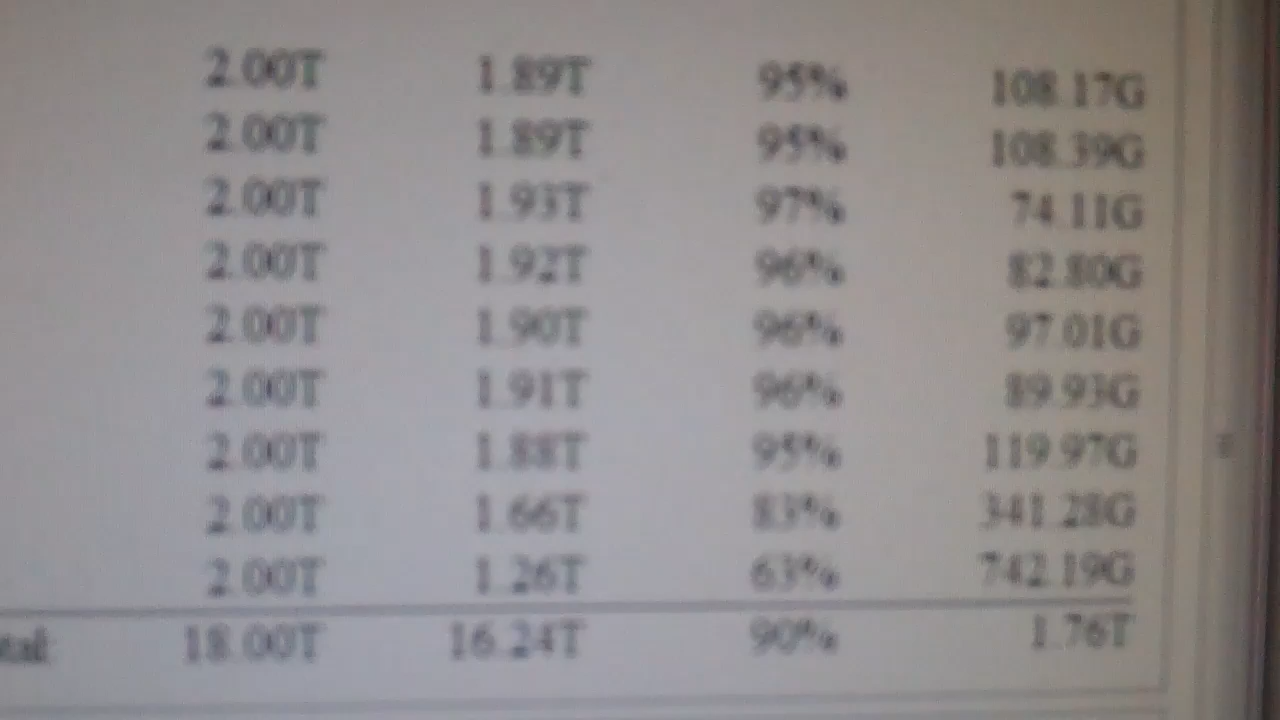 2.00T 1.89T 95% 108.17G
2.00T 1.89T 95% 108.39G
2.00T 1.93T 97% 74.11G
2.00T 1.92T 96% 82.80G
2.00T 1.90T 96% 97.01G
2.00T 1.91T 96% 89.93G
2.00T 1.88T 95% 119.97G
2.00T 1.66T 83% 341.28G
2.00T 1.26T 63% 742.19G
tal: 18.00T 16.24T 90% 1.76T